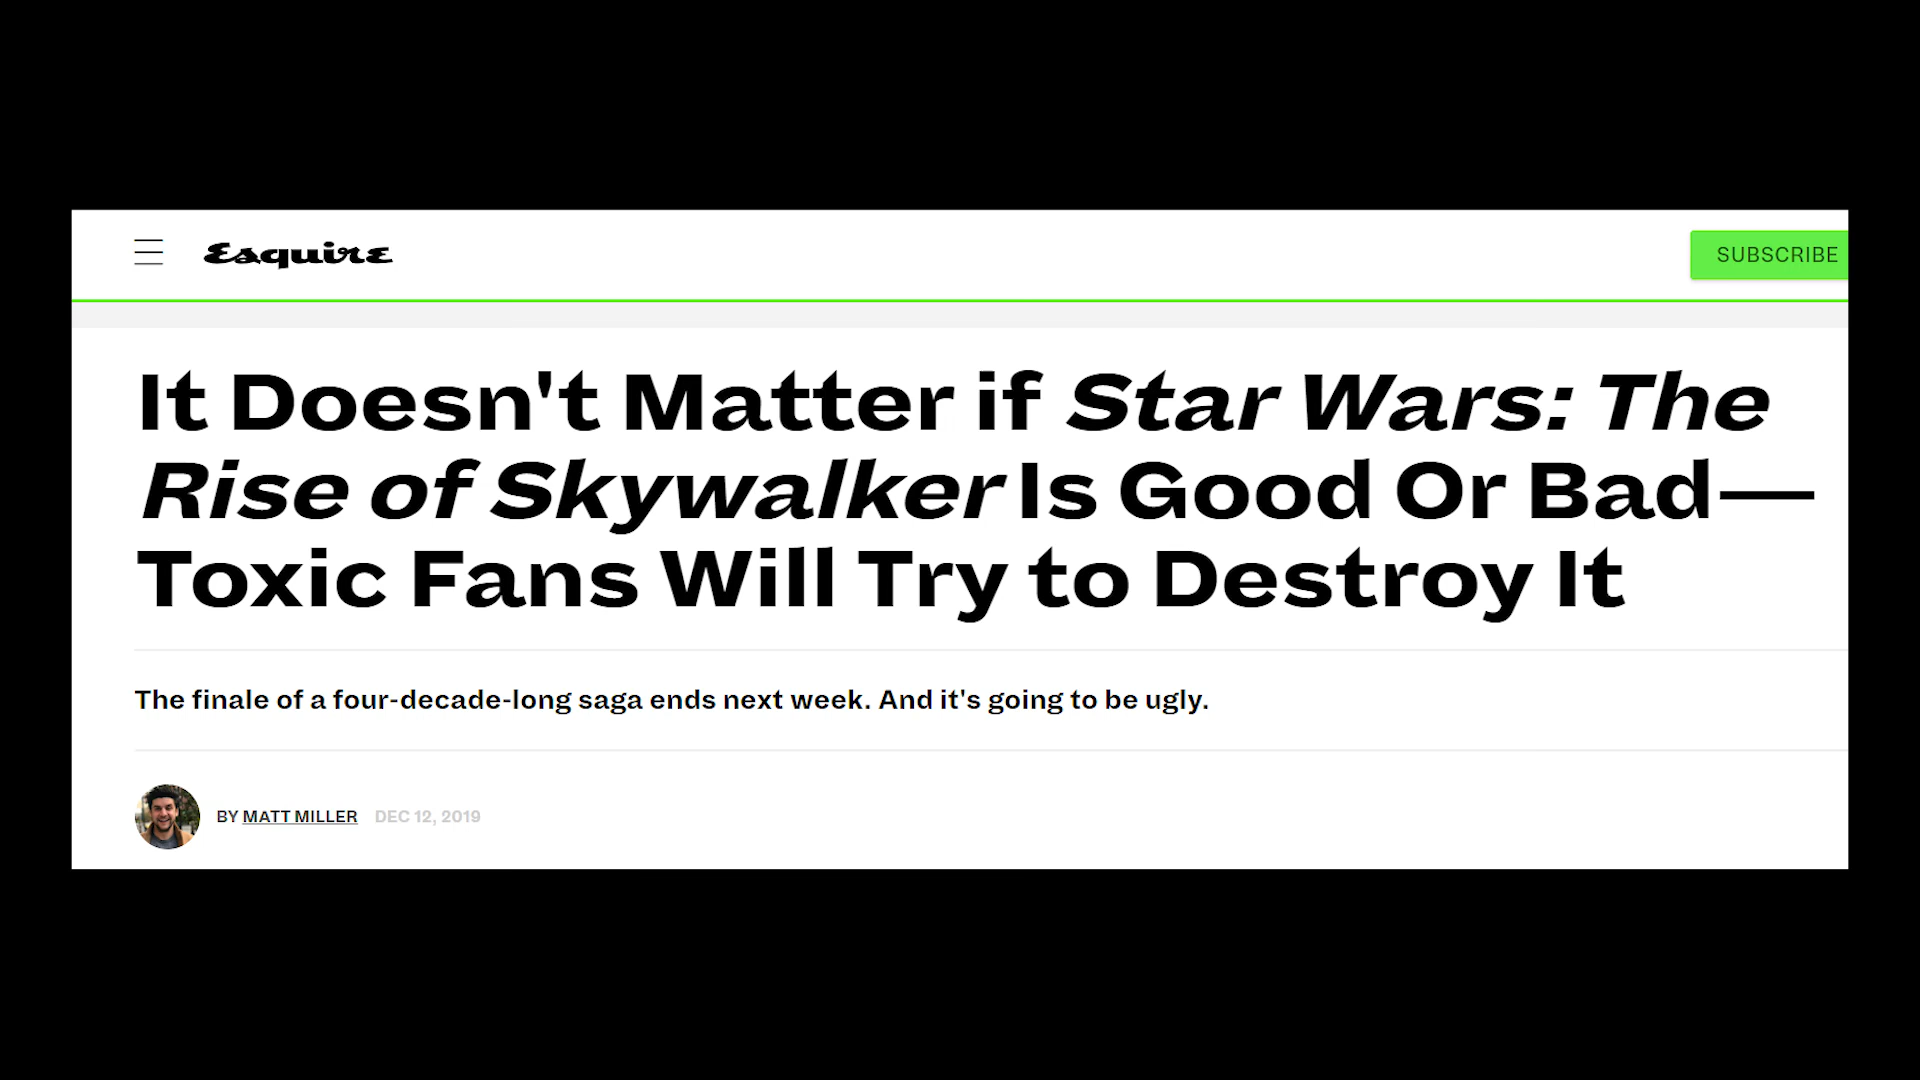 Esquire
SUBSCRIBE
It Doesn't Matter if Star Wars: The
Rise of Skywalker Is Good Or Bad—
Toxic Fans Will Try to Destroy It
The finale of a four-decade-long saga ends next week. And it's going to be ugly.
BY MATT MILLER DEC 12, 2019